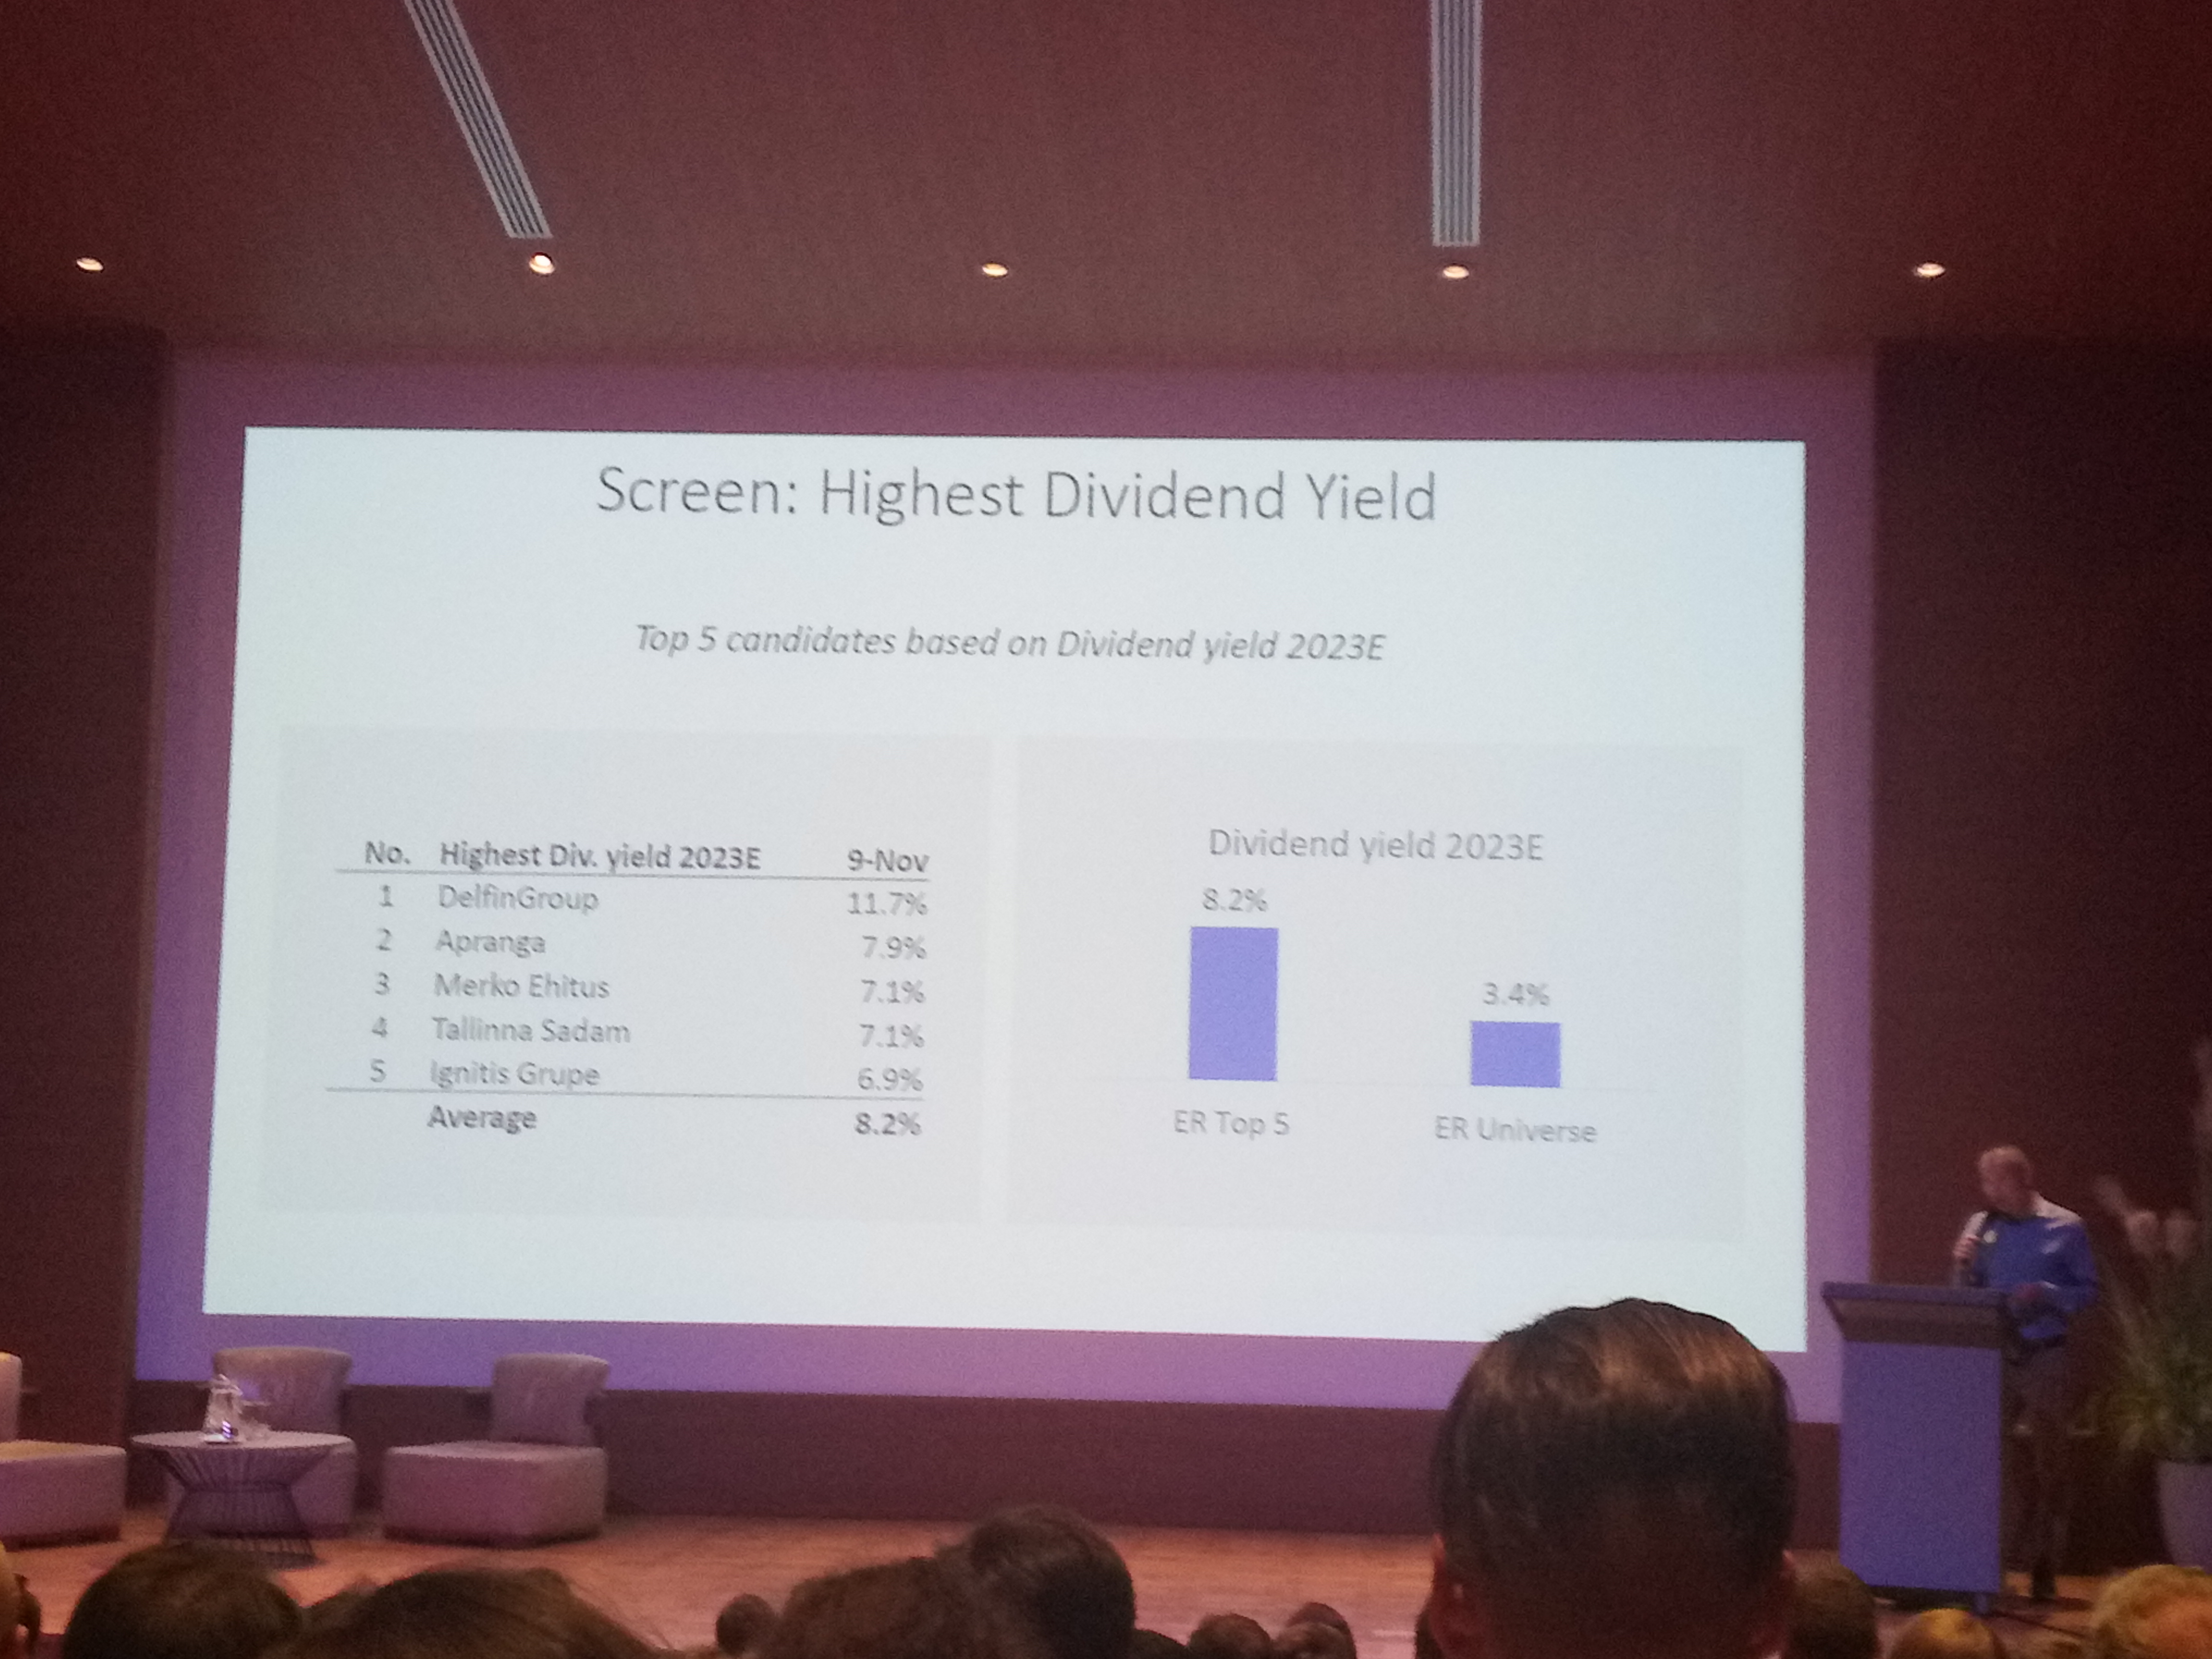 Screen: Highest Dividend Yield
Top 5 candidates based on Dividend yield 2023E
No. Highest Div. yield 2023E 9-Nov
1 DelfinGroup 11.7%
2 Apranga 7.9%
3 Merko Ehitus 7.1%
4 Tallinna Sadam 7.1%
5 Ignitis Grupe 6.9%
Average 8.2%
Dividend yield 2023E
8.2%
3.4%
ER Top 5 ER Universe